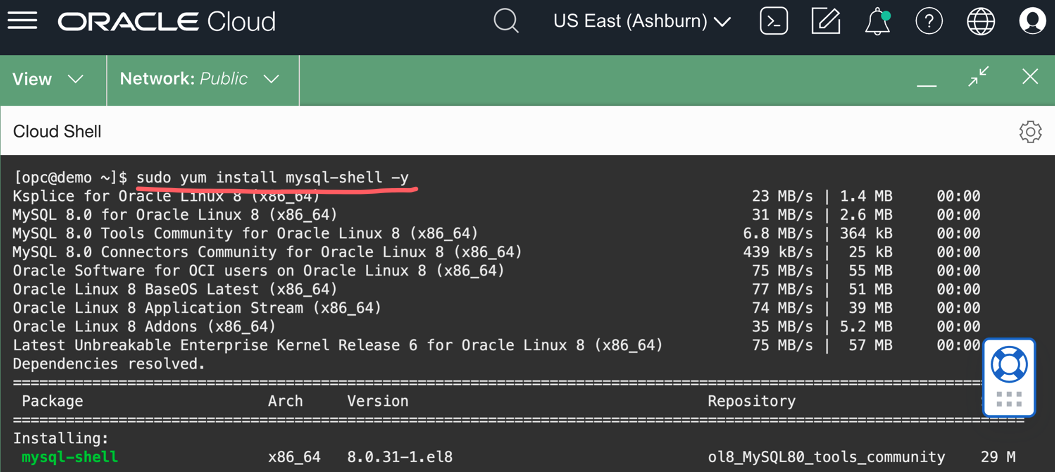 ORACLE Cloud
US East (Ashburn)
View
Network: Public
Cloud Shell
[opc@demo ~]$ sudo yum install mysql-shell -y
Ksplice for Oracle Linux 8 (x86_64) 23 MB/s | 1.4 MB 00:00
MySQL 8.0 for Oracle Linux 8 (x86_64) 31 MB/s | 2.6 MB 00:00
MySQL 8.0 Tools Community for Oracle Linux 8 (x86_64) 6.8 MB/s | 364 kB 00:00
MySQL 8.0 Connectors Community for Oracle Linux 8 (x86_64) 439 kB/s | 25 kB 00:00
Oracle Software for OCI users on Oracle Linux 8 (x86_64) 75 MB/s | 55 MB 00:00
Oracle Linux 8 BaseOS Latest (x86_64) 77 MB/s | 51 MB 00:00
Oracle Linux 8 Application Stream (x86_64) 74 MB/s | 39 MB 00:00
Oracle Linux 8 Addons (x86_64) 35 MB/s | 5.2 MB 00:00
Latest Unbreakable Enterprise Kernel Release 6 for Oracle Linux 8 (x86_64) 75 MB/s | 57 MB 00:00
Dependencies resolved.
Package Arch Version Repository
Installing:
mysql-shell x86_64 8.0.31-1.el8 ol8_MySQL80_tools_community 29 M